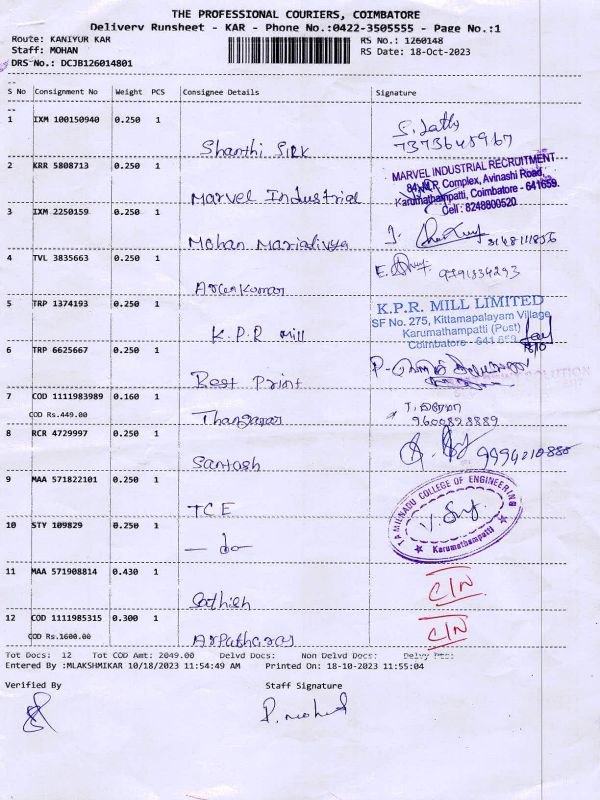 THE PROFESSIONAL COURIERS, COIMBATORE
Delivery Runsheet - KAR - Phone No.:0422-3505555 - Page No.:1
Route: KANIYUR KAR
RS No.: 1260148
Staff: MOHAN
RS Date: 18-Oct-2023
DRS No.: DCJB126014801
S No Consignment No Weight PCS Consignee Details Signature
1 IXM 100150940 0.250 1
Shanthi
7373645967
2 KRR 5808713 0.250 1
Marvel Industrial
MARVEL INDUSTRIAL RECRUITMENT
Complex, Avinashi Road,
Karumathampatti, Coimbatore - 641659.
Cell : 8248800520
3 IXM 2250159 0.250 1
Mohan
4 TVL 3835663 0.250 1
Arunkumar
5 TRP 1374193 0.250 1
K.P.R Mill
K.P.R. MILL LIMITED
SF No. 275, Kittamapalayam Village
Karumathampatti (Post)
Coimbatore - 641 659
6 TRP 6625667 0.250 1
Best Print
7 COD 1111983989 0.160 1
COD Rs.449.00
Thangaraj
9600898889
8 RCR 4729997 0.250 1
Santosh
9994210880
9 MAA 571822101 0.250 1
TCE
TAMILNADU COLLEGE OF ENGINEERING
Karumathampatti
10 STY 109829 0.250 1
— do —
11 MAA 571908814 0.430 1
Sathish
C/N
12 COD 1111985315 0.300 1
COD Rs.1600.00
C/N
Tot Docs: 12 Tot COD Amt: 2049.00 Delvd Docs: Non Delvd Docs: Delvy Pts:
Entered By :MLAKSHMIKAR 10/18/2023 11:54:49 AM Printed On: 18-10-2023 11:55:04
Verified By Staff Signature
P. Mohan